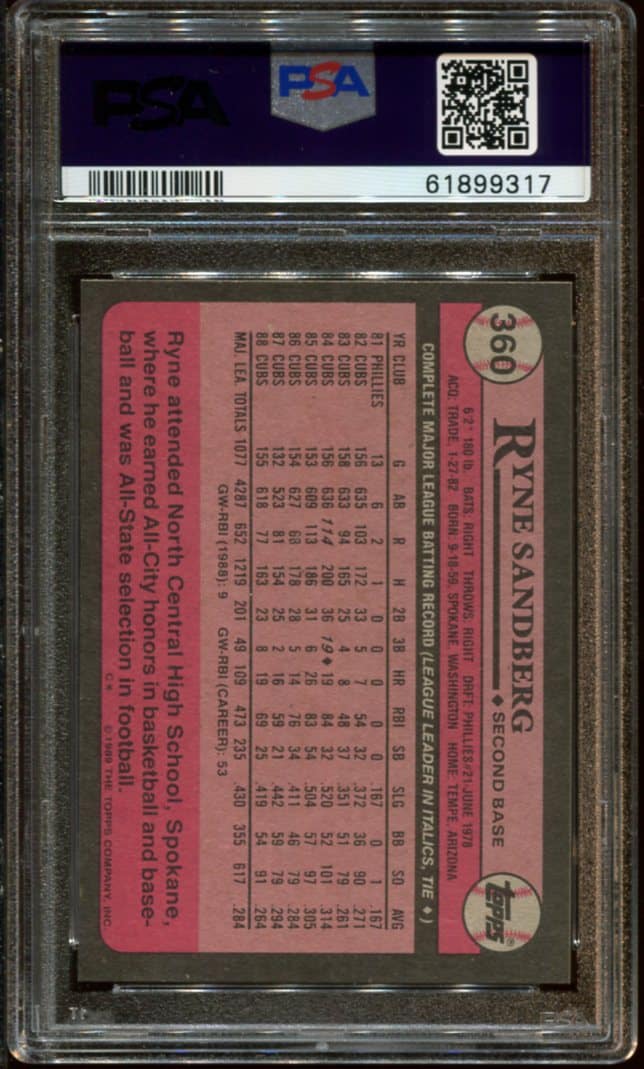 PSA
PSA
61899317
360
RYNE SANDBERG
♦ SECOND BASE
topps®
6'2" 180 lb. BATS: RIGHT THROWS: RIGHT DRFT: PHILLIES #21-JUNE 1978
ACQ: TRADE, 1-27-82 BORN: 9-18-59, SPOKANE, WASHINGTON HOME: TEMPE, ARIZONA
COMPLETE MAJOR LEAGUE BATTING RECORD (LEAGUE LEADER IN ITALICS, TIE ♦)
YR CLUB G AB R H 2B 3B HR RBI SB SLG BB SO AVG
81 PHILLIES 13 6 2 1 0 0 0 0 0 .167 0 1 .167
82 CUBS 156 635 103 172 33 5 7 54 32 .372 36 90 .271
83 CUBS 158 633 94 165 25 4 8 48 37 .351 51 79 .261
84 CUBS 156 636 114 200 36 19♦ 19 84 32 .520 52 101 .314
85 CUBS 153 609 113 186 31 6 26 83 54 .504 57 97 .305
86 CUBS 154 627 68 178 28 5 14 76 34 .411 46 79 .284
87 CUBS 132 523 81 154 25 2 16 59 21 .442 59 79 .294
88 CUBS 155 618 77 163 23 8 19 69 25 .419 54 91 .264
MAJ. LEA. TOTALS 1077 4287 652 1219 201 49 109 473 235 .430 355 617 .284
GW-RBI (1988): 9 GW-RBI (CAREER): 53
Ryne attended North Central High School, Spokane,
where he earned All-City honors in basketball and base-
ball and was All-State selection in football.
C* ©1989 THE TOPPS COMPANY, INC.
PSA